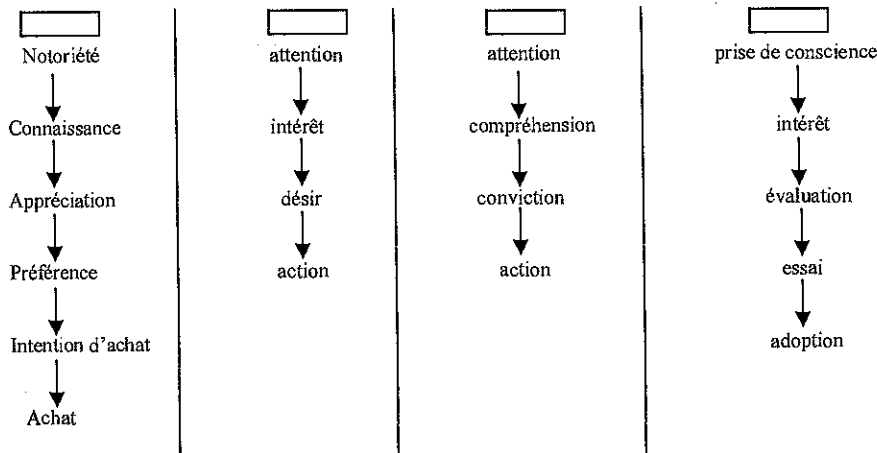 Notoriété
Connaissance
Appréciation
Préférence
Intention d'achat
Achat
attention
intérêt
désir
action
attention
compréhension
conviction
action
prise de conscience
intérêt
évaluation
essai
adoption